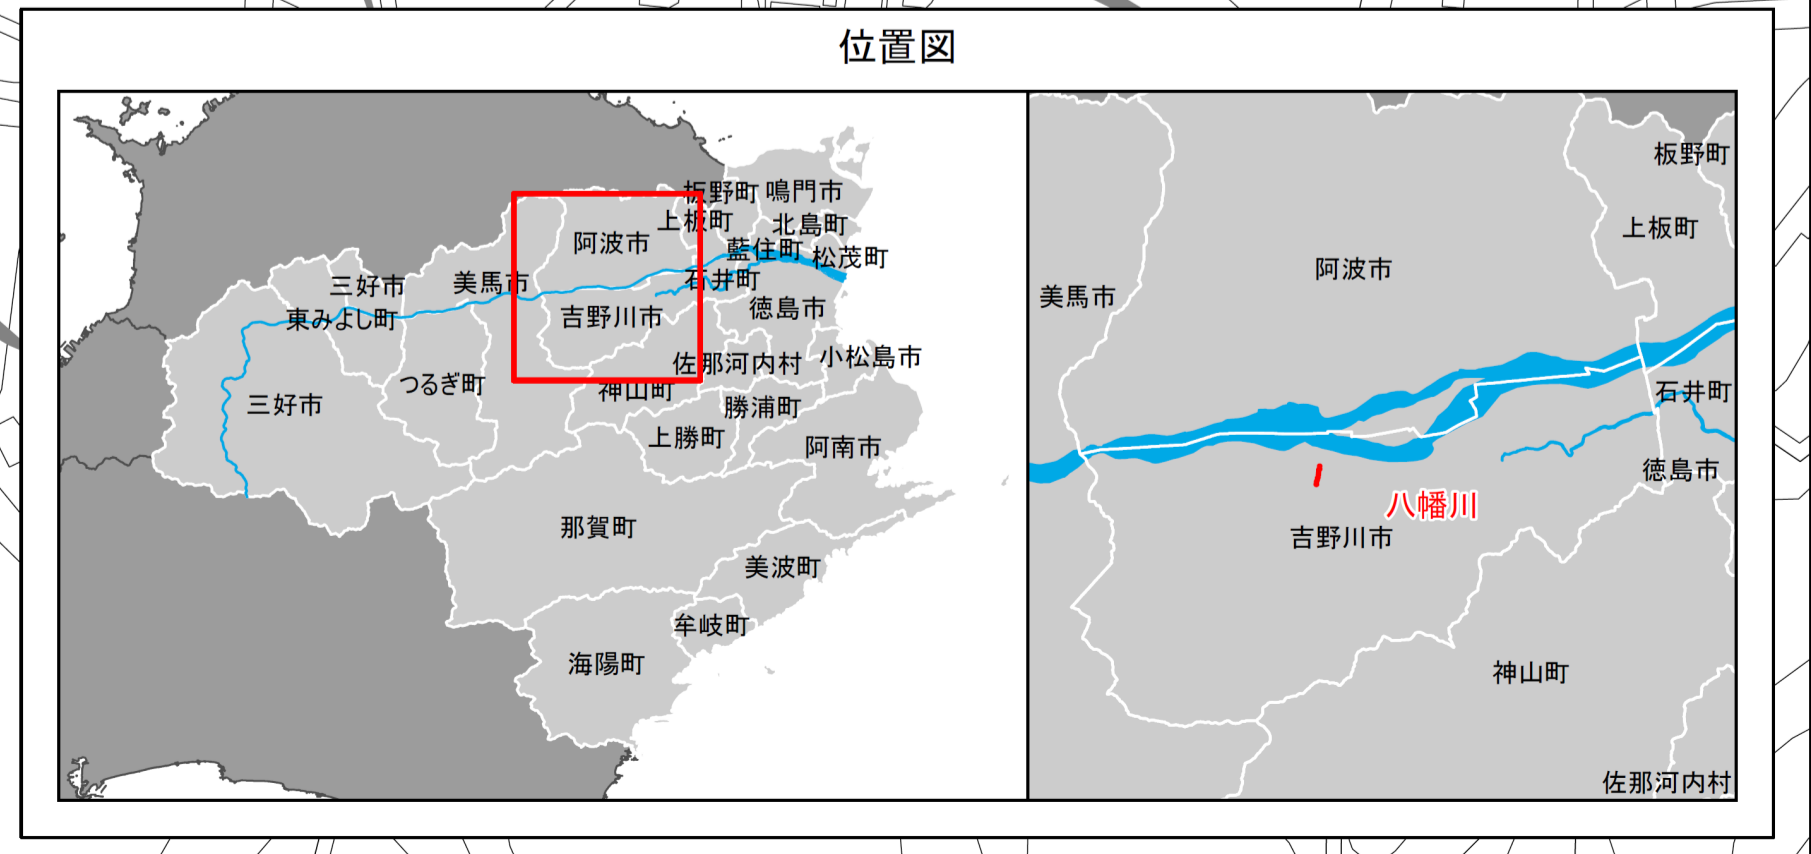 位置図
板野町
鳴門市
上板町
北島町
阿波市
藍住町
松茂町
三好市
美馬市
石井町
東みよし町
吉野川市
徳島市
佐那河内村
小松島市
三好市
つるぎ町
神山町
勝浦町
上勝町
阿南市
那賀町
美波町
牟岐町
海陽町
板野町
上板町
阿波市
美馬市
石井町
徳島市
八幡川
吉野川市
神山町
佐那河内村